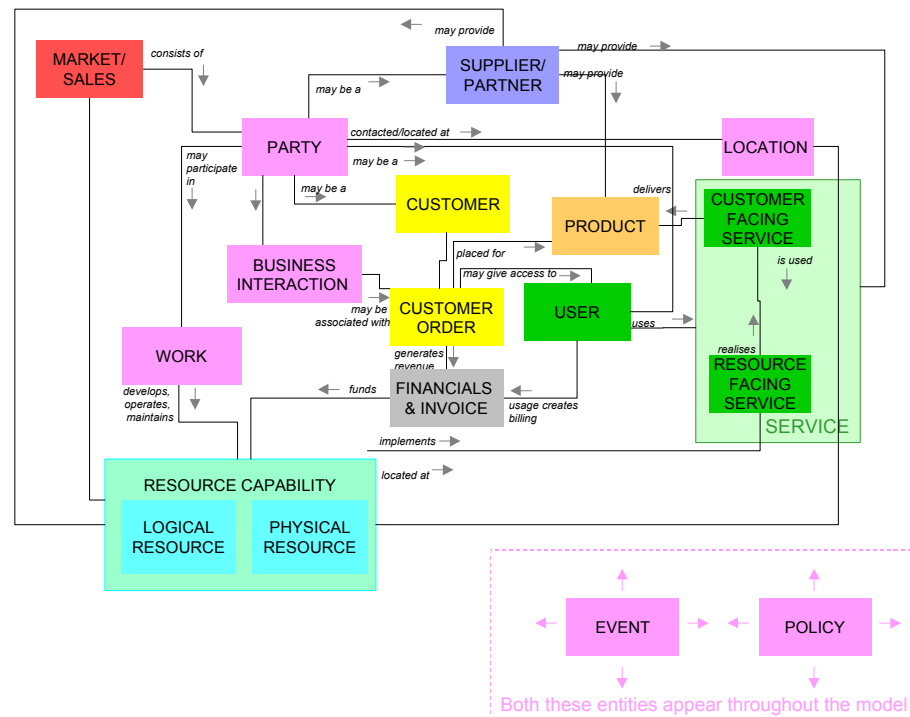 may provide
may provide
MARKET/
SALES
consists of
SUPPLIER/
PARTNER
may provide
may be a
PARTY
contacted/located at
LOCATION
may
participate
in
may be a
may be a
delivers
CUSTOMER
PRODUCT
CUSTOMER
FACING
SERVICE
BUSINESS
INTERACTION
placed for
is used
may give access to
may be
associated with
CUSTOMER
ORDER
USER
uses
WORK
generates
revenue
realises
RESOURCE
FACING
SERVICE
SERVICE
develops,
operates,
maintains
funds
FINANCIALS
& INVOICE
usage creates
billing
implements
located at
RESOURCE CAPABILITY
LOGICAL
RESOURCE
PHYSICAL
RESOURCE
EVENT
POLICY
Both these entities appear throughout the model